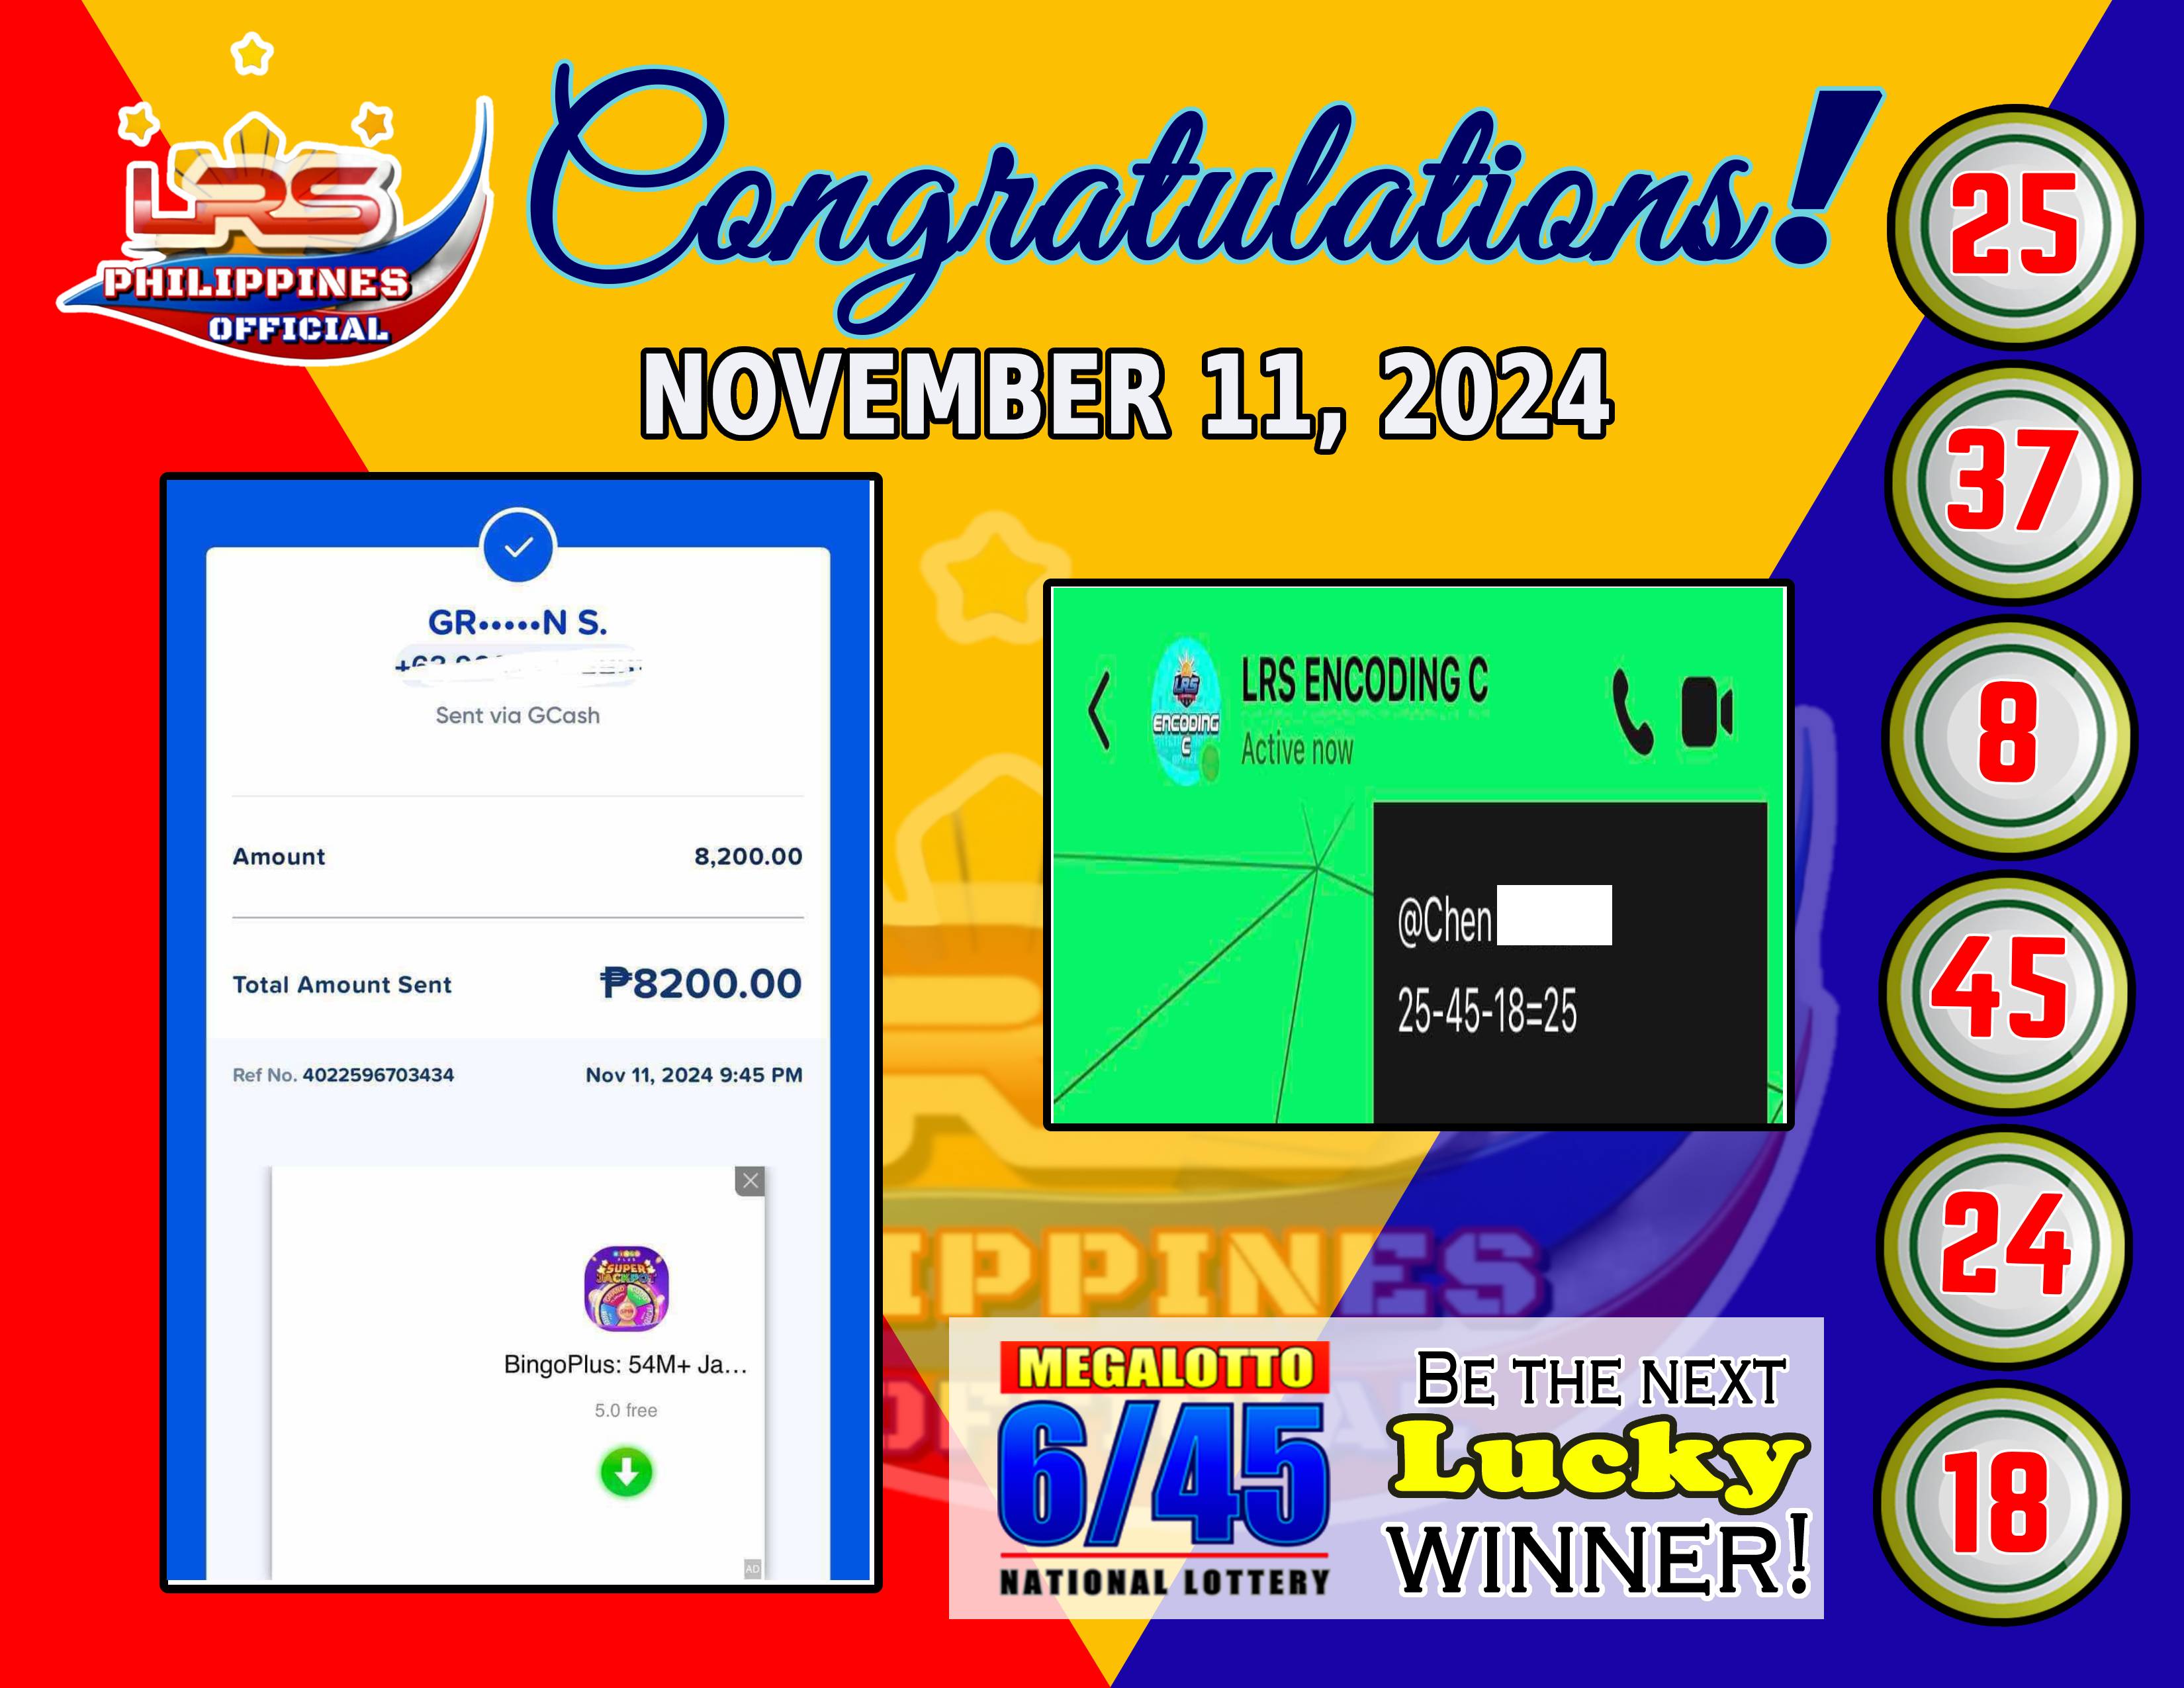 LRS
PHILIPPINES
OFFICIAL
Congratulations!
NOVEMBER 11, 2024
GR•••••N S.
Sent via GCash
Amount 8,200.00
Total Amount Sent ₱8200.00
Ref No. 4022596703434 Nov 11, 2024 9:45 PM
SUPER
JACKPOT
BingoPlus: 54M+ Ja...
5.0 free
AD
LRS
ENCODING
C
LRS ENCODING C
Active now
@Chen
25-45-18=25
MEGALOTTO
6/45
NATIONAL LOTTERY
BE THE NEXT
Lucky
WINNER!
25
37
8
45
24
18
IPPINES